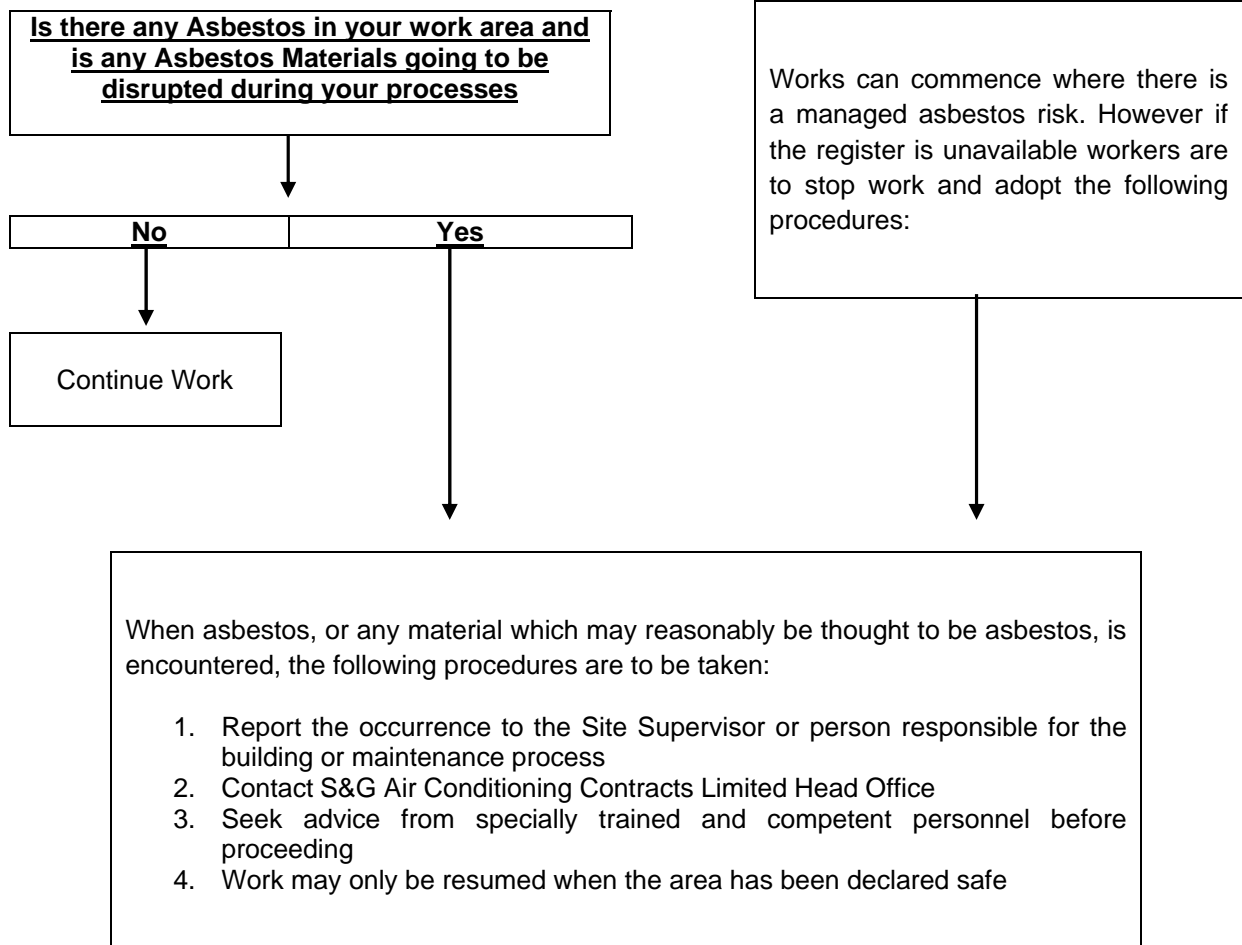 Is there any Asbestos in your work area and
is any Asbestos Materials going to be
disrupted during your processes
Works can commence where there is
a managed asbestos risk. However if
the register is unavailable workers are
to stop work and adopt the following
procedures:
No Yes
Continue Work
When asbestos, or any material which may reasonably be thought to be asbestos, is
encountered, the following procedures are to be taken:
1. Report the occurrence to the Site Supervisor or person responsible for the
building or maintenance process
2. Contact S&G Air Conditioning Contracts Limited Head Office
3. Seek advice from specially trained and competent personnel before
proceeding
4. Work may only be resumed when the area has been declared safe